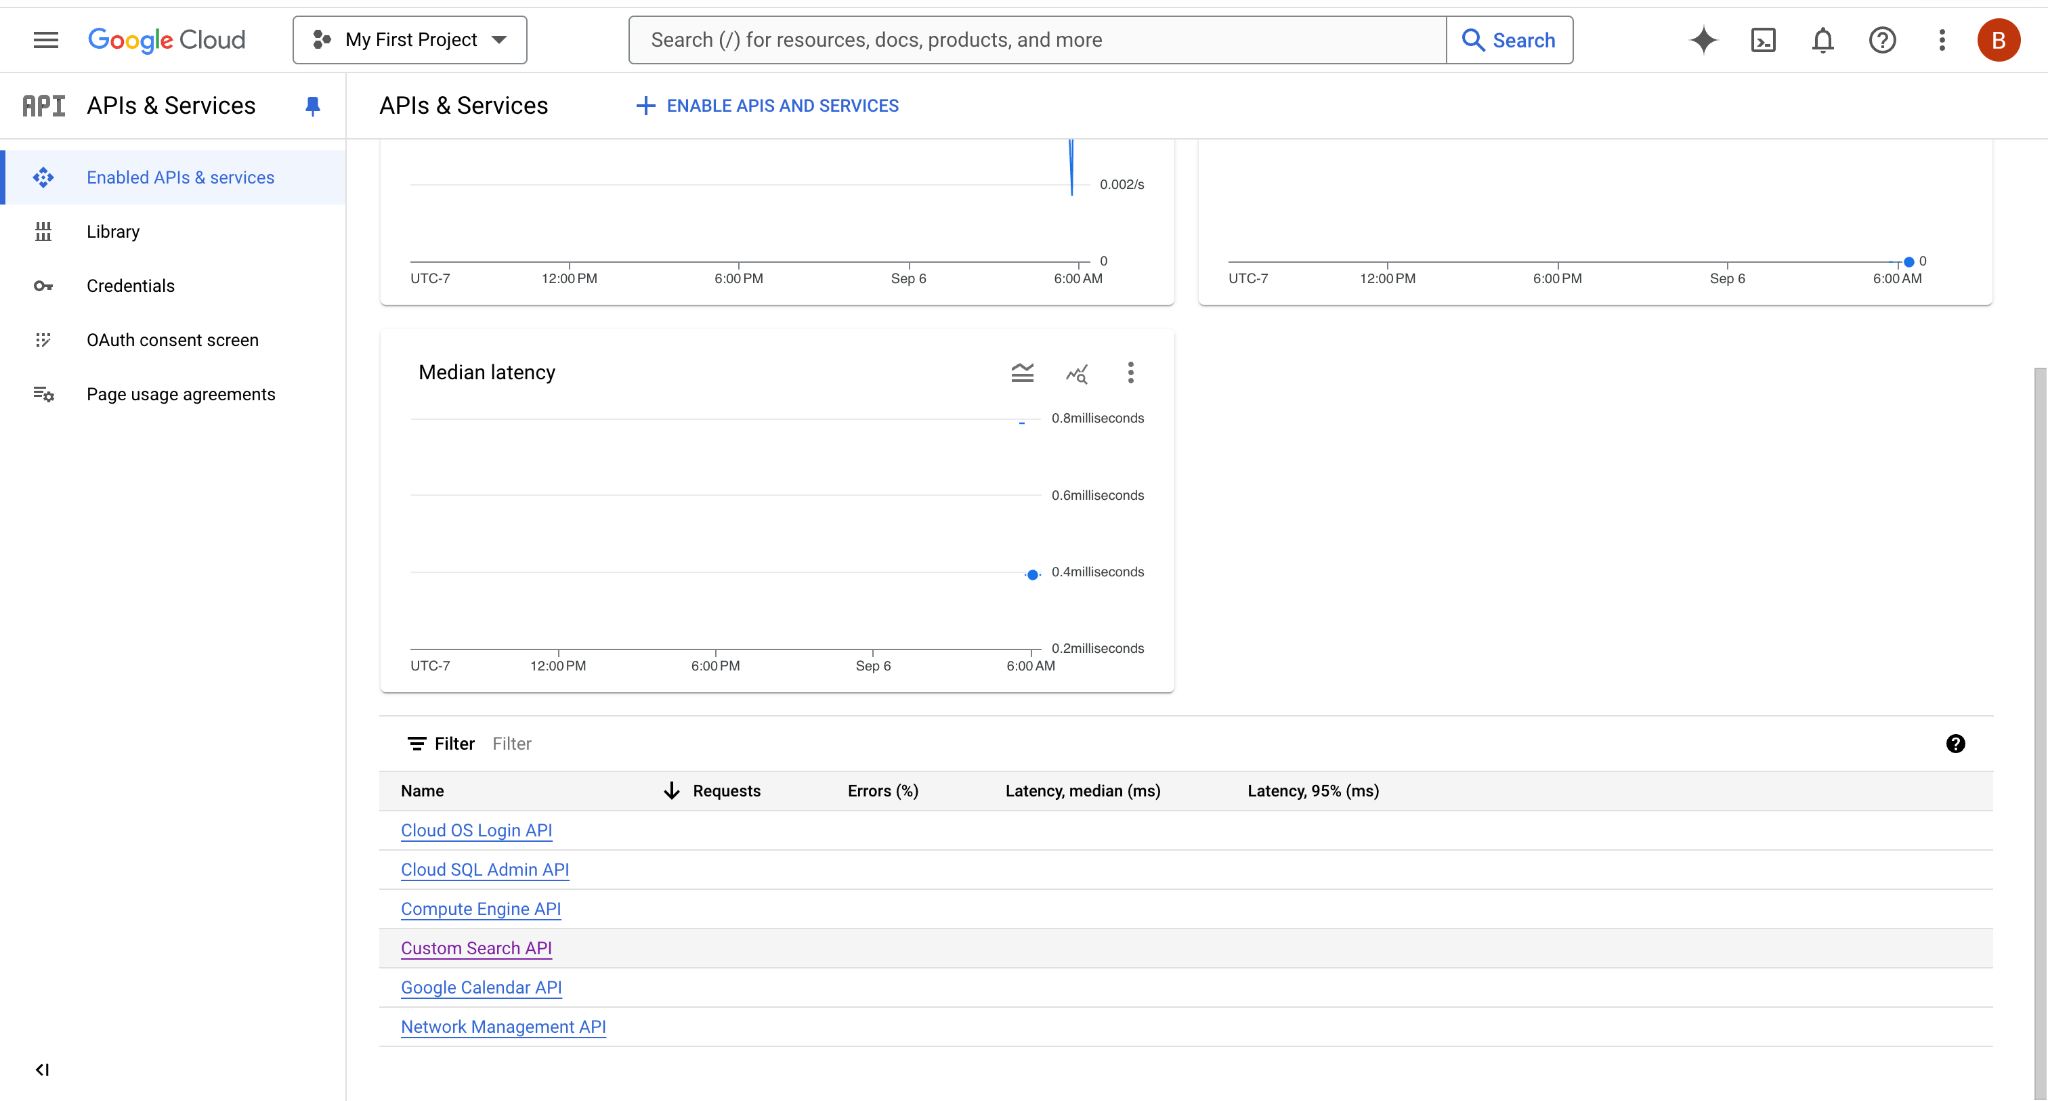 Google Cloud
My First Project
Search (/) for resources, docs, products, and more
Search
B
API APIs & Services
APIs & Services
ENABLE APIS AND SERVICES
Enabled APIs & services
Library
Credentials
OAuth consent screen
Page usage agreements
0.002/s
0
UTC-7 12:00 PM 6:00 PM Sep 6 6:00 AM
0
UTC-7 12:00 PM 6:00 PM Sep 6 6:00 AM
Median latency
0.8milliseconds
0.6milliseconds
0.4milliseconds
0.2milliseconds
UTC-7 12:00 PM 6:00 PM Sep 6 6:00 AM
Filter Filter
Name Requests Errors (%) Latency, median (ms) Latency, 95% (ms)
Cloud OS Login API
Cloud SQL Admin API
Compute Engine API
Custom Search API
Google Calendar API
Network Management API